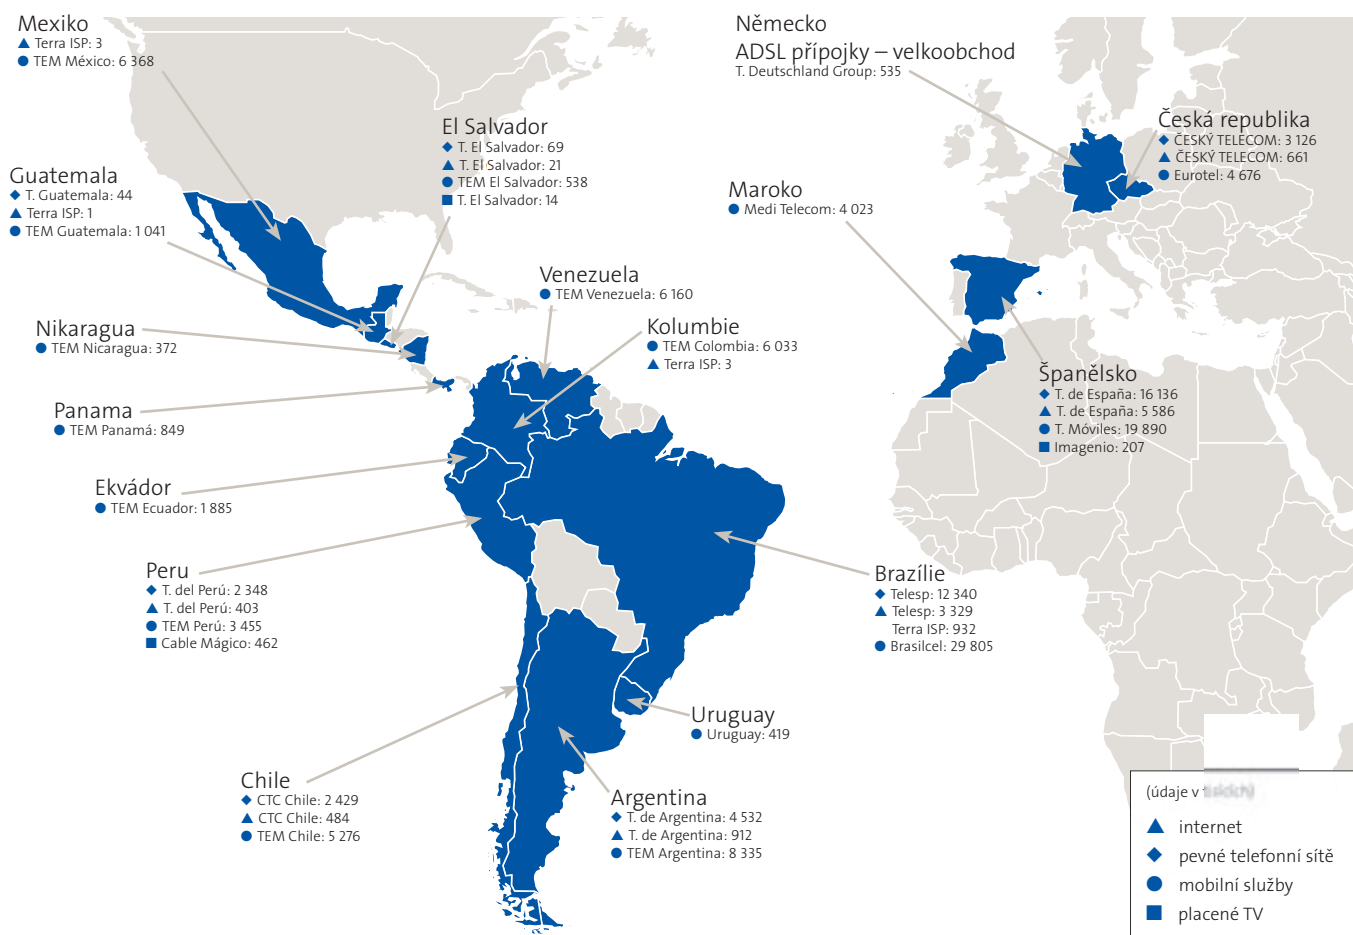 Mexiko
Terra ISP: 3
TEM México: 6 368
Německo
ADSL přípojky – velkoobchod
T. Deutschland Group: 535
El Salvador
T. El Salvador: 69
T. El Salvador: 21
TEM El Salvador: 538
T. El Salvador: 14
Česká republika
ČESKÝ TELECOM: 3 126
ČESKÝ TELECOM: 661
Eurotel: 4 676
Guatemala
T. Guatemala: 44
Terra ISP: 1
TEM Guatemala: 1 041
Maroko
Medi Telecom: 4 023
Venezuela
TEM Venezuela: 6 160
Kolumbie
TEM Colombia: 6 033
Terra ISP: 3
Nikaragua
TEM Nicaragua: 372
Španělsko
T. de España: 16 136
T. de España: 5 586
T. Móviles: 19 890
Imagenio: 207
Panama
TEM Panamá: 849
Ekvádor
TEM Ecuador: 1 885
Peru
T. del Perú: 2 348
T. del Perú: 403
TEM Perú: 3 455
Cable Mágico: 462
Brazílie
Telesp: 12 340
Telesp: 3 329
Terra ISP: 932
Brasilcel: 29 805
Uruguay
Uruguay: 419
Chile
CTC Chile: 2 429
CTC Chile: 484
TEM Chile: 5 276
Argentina
T. de Argentina: 4 532
T. de Argentina: 912
TEM Argentina: 8 335
(údaje v
internet
pevné telefonní sítě
mobilní služby
placené TV